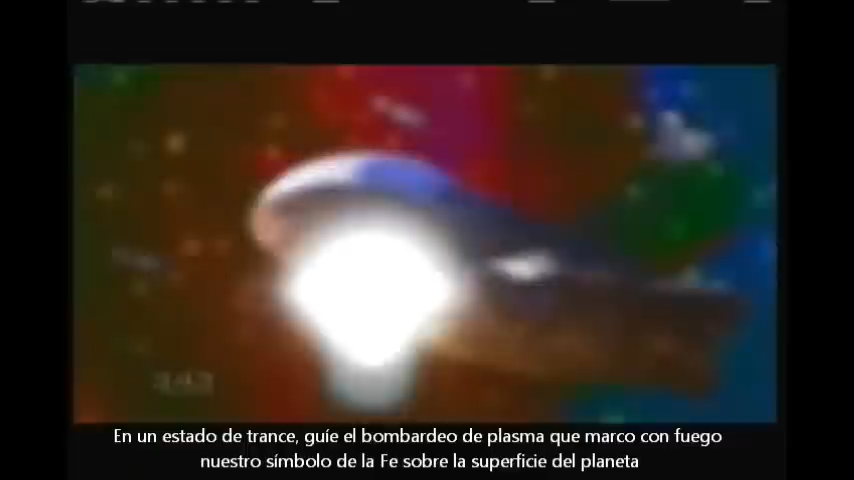 En un estado de trance, guíe el bombardeo de plasma que marco con fuego
nuestro símbolo de la Fe sobre la superficie del planeta